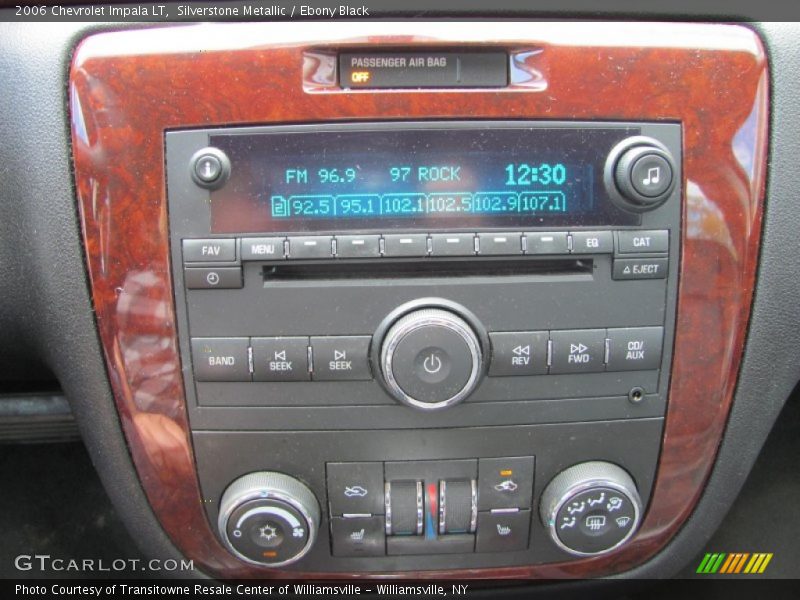 2006 Chevrolet Impala LT,  Silverstone Metallic / Ebony Black
PASSENGER AIR BAG
OFF
FM 96.9 97 ROCK 12:30
2 92.5 95.1 102.1 102.5 102.9 107.1
FAV MENU EQ CAT
EJECT
BAND SEEK SEEK REV FWD CD/
AUX
GTCARLOT.COM
Photo Courtesy of Transitowne Resale Center of Williamsville - Williamsville, NY